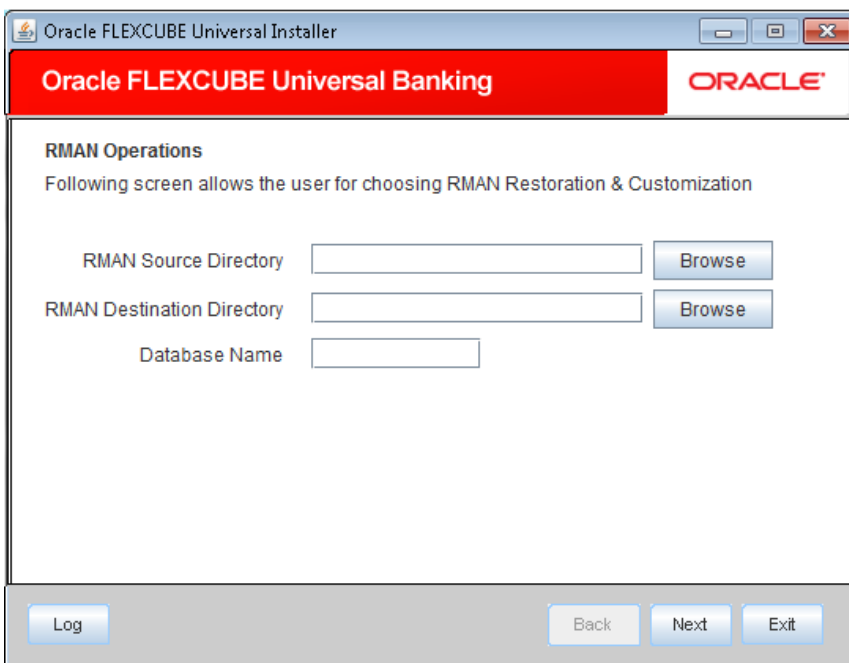 Oracle FLEXCUBE Universal Installer
Oracle FLEXCUBE Universal Banking
ORACLE
RMAN Operations
Following screen allows the user for choosing RMAN Restoration & Customization
RMAN Source Directory Browse
RMAN Destination Directory Browse
Database Name
Log Back Next Exit